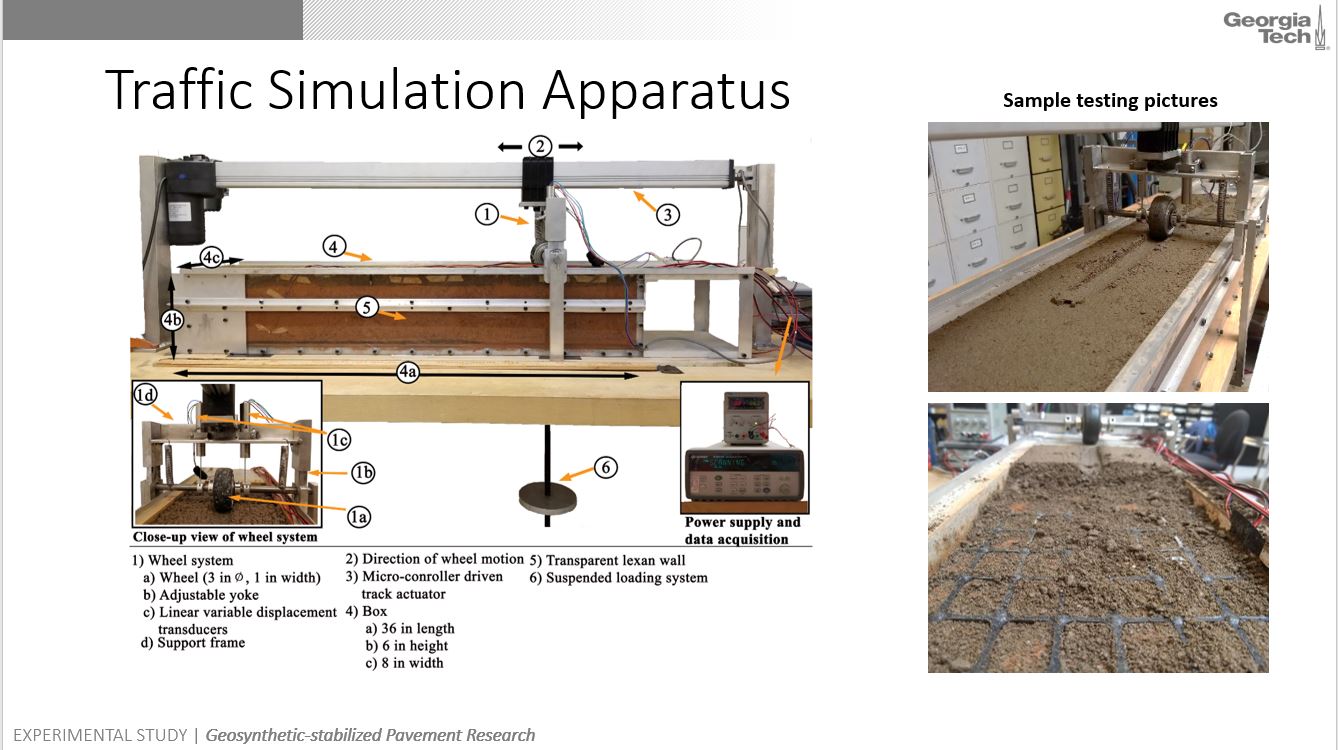 Georgia
Tech
Traffic Simulation Apparatus
Sample testing pictures
2
1
3
4
4c
5
4b
4a
1d
1c
1b
1a
6
Close-up view of wheel system
Power supply and
data acquisition
1) Wheel system
a) Wheel (3 in ∅, 1 in width)
b) Adjustable yoke
c) Linear variable displacement
transducers
d) Support frame
2) Direction of wheel motion
3) Micro-conroller driven
track actuator
4) Box
a) 36 in length
b) 6 in height
c) 8 in width
5) Transparent lexan wall
6) Suspended loading system
EXPERIMENTAL STUDY | Geosynthetic-stabilized Pavement Research